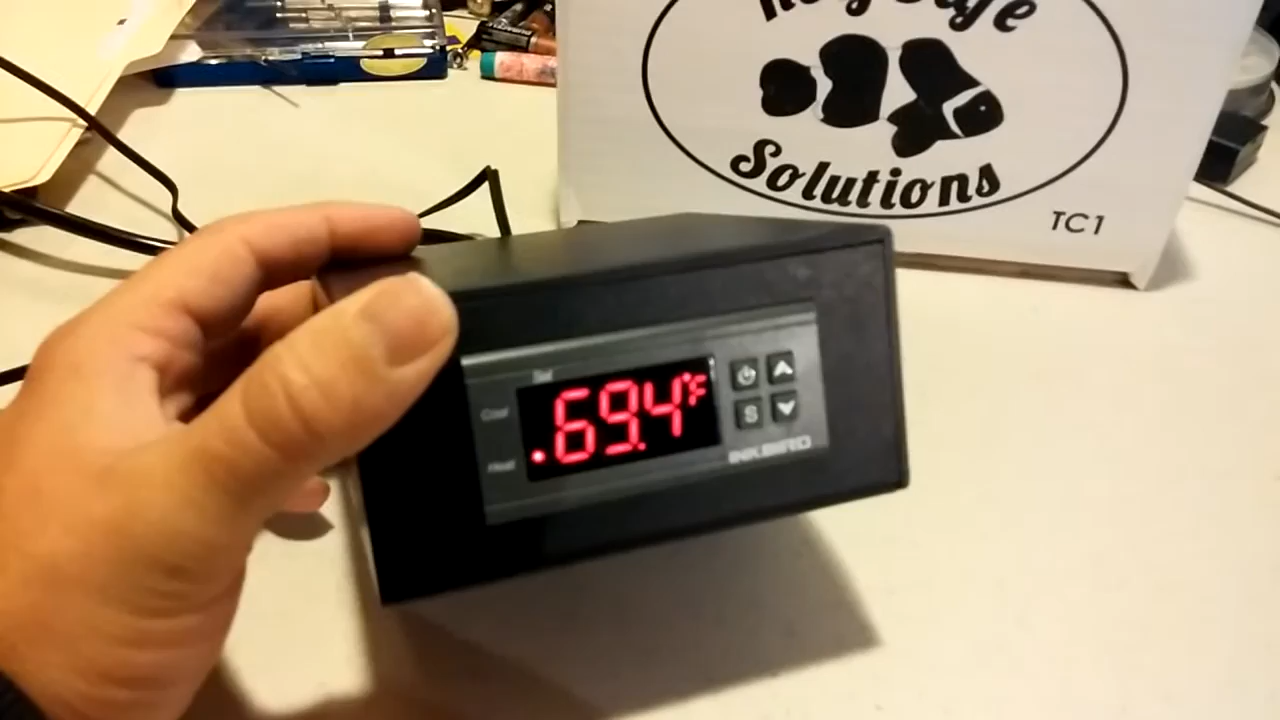 Solutions
TC1
Set
Cool
69.4°F
Heat
S
INKBIRD